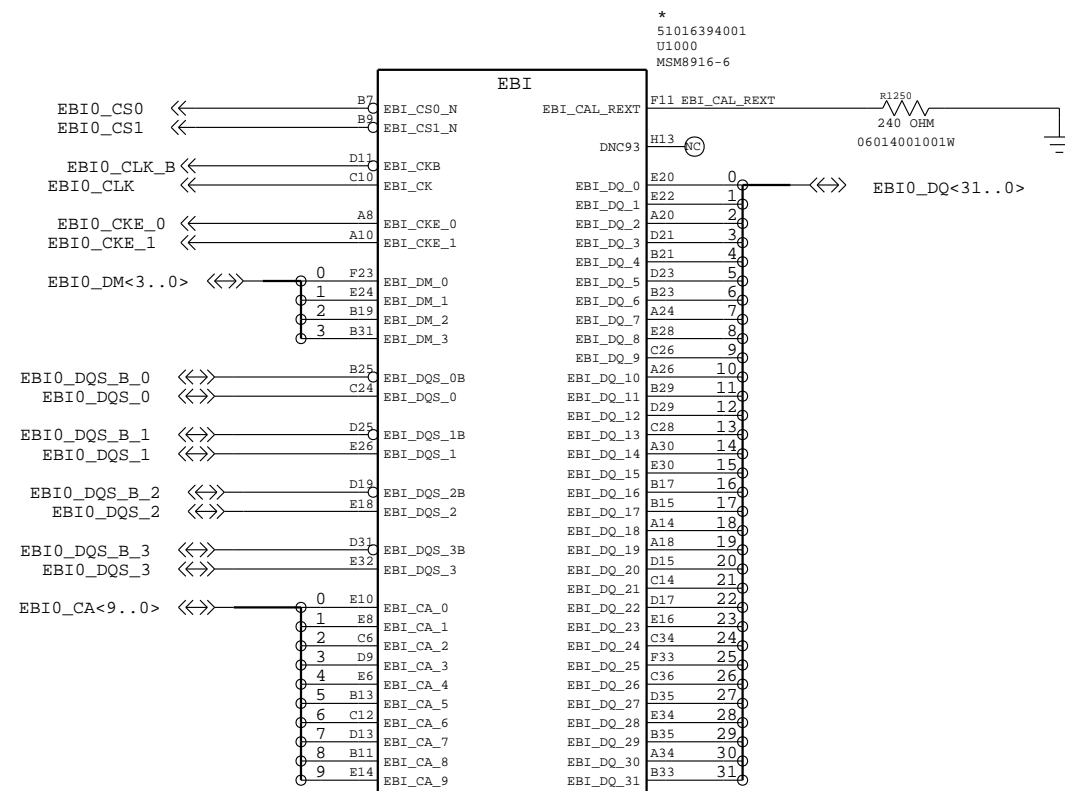 *
51016394001
U1000
MSM8916-6
EBI
EBI0_CS0 B7 EBI_CS0_N EBI_CAL_REXT F11 EBI_CAL_REXT R1250
EBI0_CS1 B9 EBI_CS1_N 240 OHM
06014001001W
DNC93 H13 NC
EBI0_CLK_B D11 EBI_CKB
EBI0_CLK C10 EBI_CK EBI_DQ_0 E20 0 EBI0_DQ<31..0>
EBI_DQ_1 E22 1
EBI0_CKE_0 A8 EBI_CKE_0 EBI_DQ_2 A20 2
EBI0_CKE_1 A10 EBI_CKE_1 EBI_DQ_3 D21 3
EBI_DQ_4 B21 4
EBI0_DM<3..0> 0 F23 EBI_DM_0 EBI_DQ_5 D23 5
1 E24 EBI_DM_1 EBI_DQ_6 B23 6
2 B19 EBI_DM_2 EBI_DQ_7 A24 7
3 B31 EBI_DM_3 EBI_DQ_8 E28 8
EBI_DQ_9 C26 9
EBI0_DQS_B_0 B25 EBI_DQS_0B EBI_DQ_10 A26 10
EBI0_DQS_0 C24 EBI_DQS_0 EBI_DQ_11 B29 11
EBI_DQ_12 D29 12
EBI0_DQS_B_1 D25 EBI_DQS_1B EBI_DQ_13 C28 13
EBI0_DQS_1 E26 EBI_DQS_1 EBI_DQ_14 A30 14
EBI_DQ_15 E30 15
EBI0_DQS_B_2 D19 EBI_DQS_2B EBI_DQ_16 B17 16
EBI0_DQS_2 E18 EBI_DQS_2 EBI_DQ_17 B15 17
EBI_DQ_18 A14 18
EBI0_DQS_B_3 D31 EBI_DQS_3B EBI_DQ_19 A18 19
EBI0_DQS_3 E32 EBI_DQS_3 EBI_DQ_20 D15 20
EBI_DQ_21 C14 21
EBI0_CA<9..0> 0 E10 EBI_CA_0 EBI_DQ_22 D17 22
1 E8 EBI_CA_1 EBI_DQ_23 E16 23
2 C6 EBI_CA_2 EBI_DQ_24 C34 24
3 D9 EBI_CA_3 EBI_DQ_25 F33 25
4 E6 EBI_CA_4 EBI_DQ_26 C36 26
5 B13 EBI_CA_5 EBI_DQ_27 D35 27
6 C12 EBI_CA_6 EBI_DQ_28 E34 28
7 D13 EBI_CA_7 EBI_DQ_29 B35 29
8 B11 EBI_CA_8 EBI_DQ_30 A34 30
9 E14 EBI_CA_9 EBI_DQ_31 B33 31